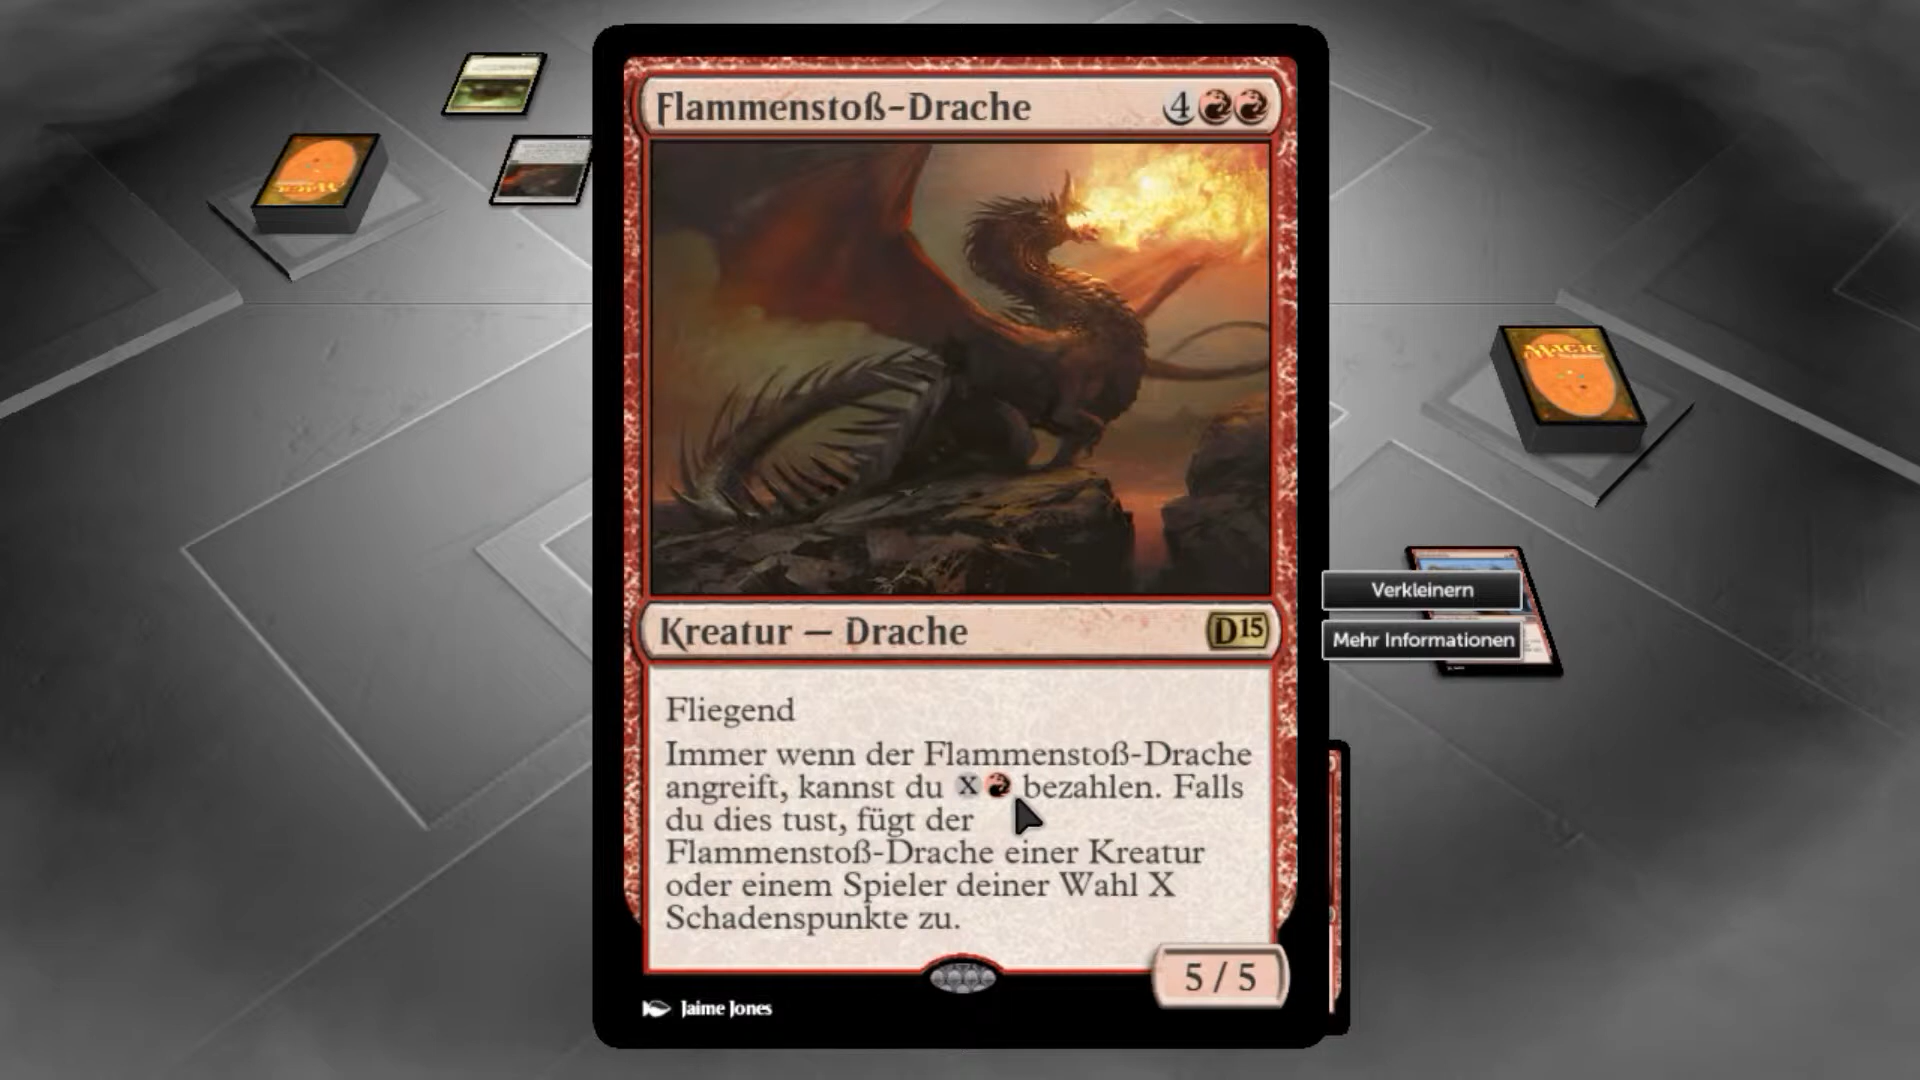 Flammenstoß-Drache 4
Kreatur — Drache D15
Fliegend
Immer wenn der Flammenstoß-Drache
angreift, kannst du X bezahlen. Falls
du dies tust, fügt der
Flammenstoß-Drache einer Kreatur
oder einem Spieler deiner Wahl X
Schadenspunkte zu.
5/5
Jaime Jones
MAGIC
Verkleinern
Mehr Informationen